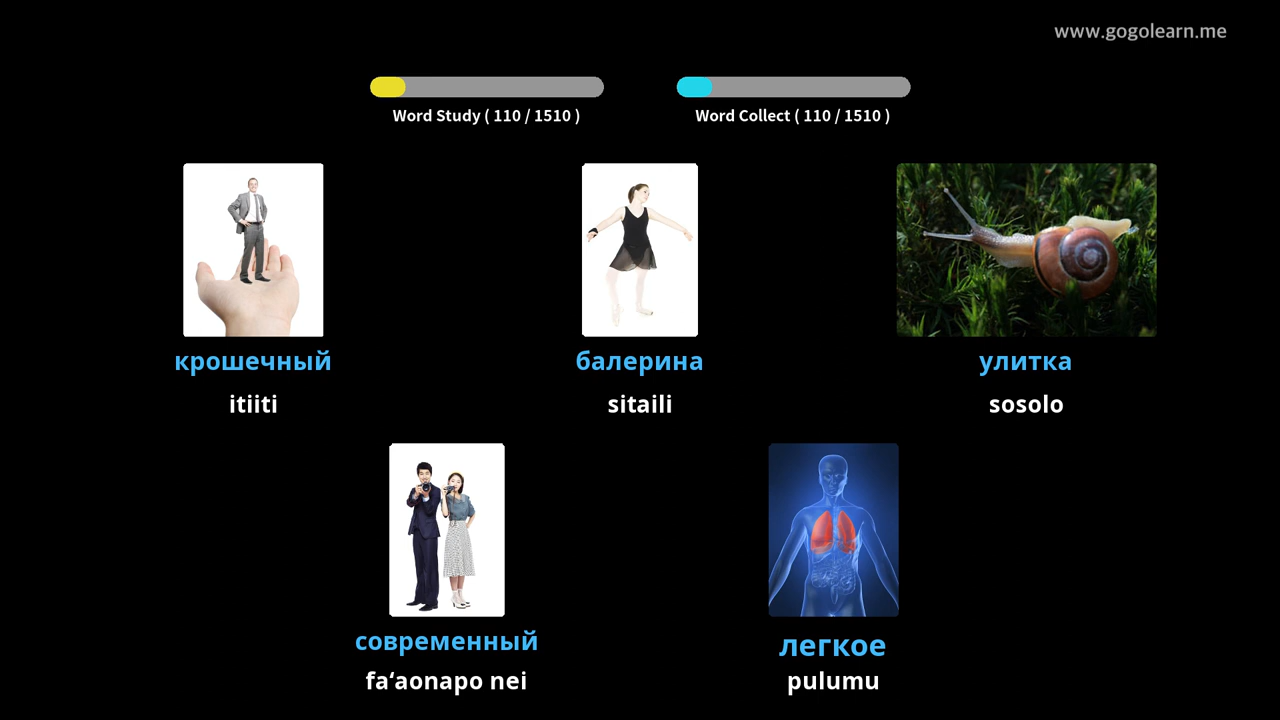 www.gogolearn.me
Word Study ( 110 / 1510 )
Word Collect ( 110 / 1510 )
крошечный
itiiti
балерина
sitaili
улитка
sosolo
современный
fa‘aonapo nei
легкое
pulumu